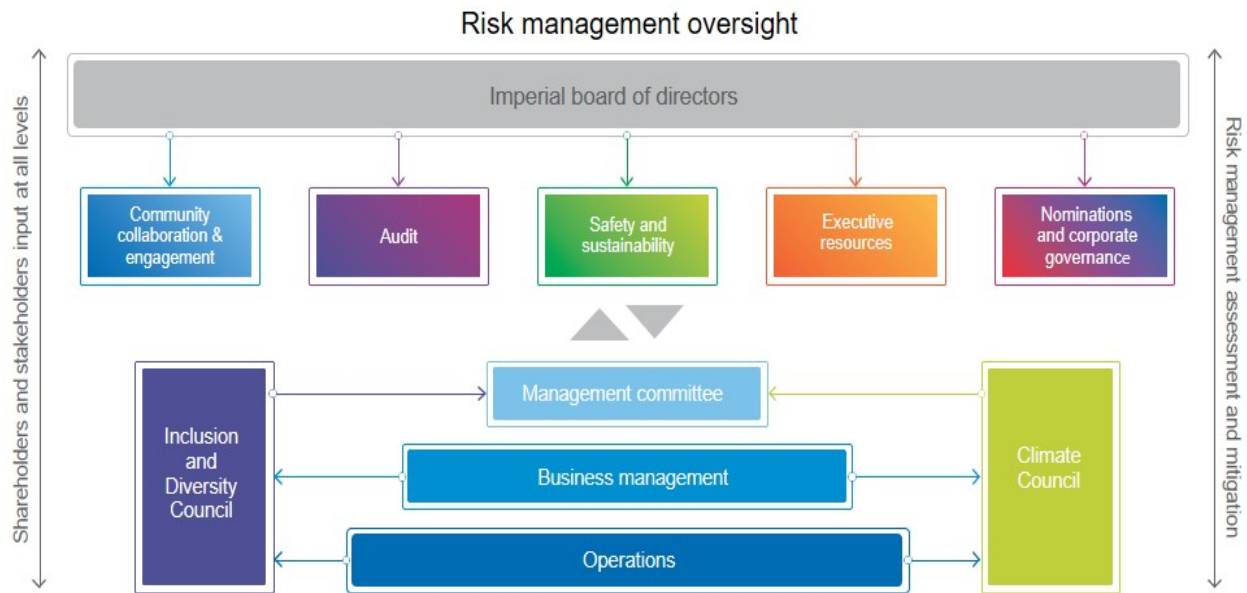 Risk management oversight
Shareholders and stakeholders input at all levels
Imperial board of directors
Risk management assessment and mitigation
Community
collaboration &
engagement
Audit
Safety and
sustainability
Executive
resources
Nominations
and corporate
governance
Management committee
Inclusion
and
Diversity
Council
Business management
Climate
Council
Operations